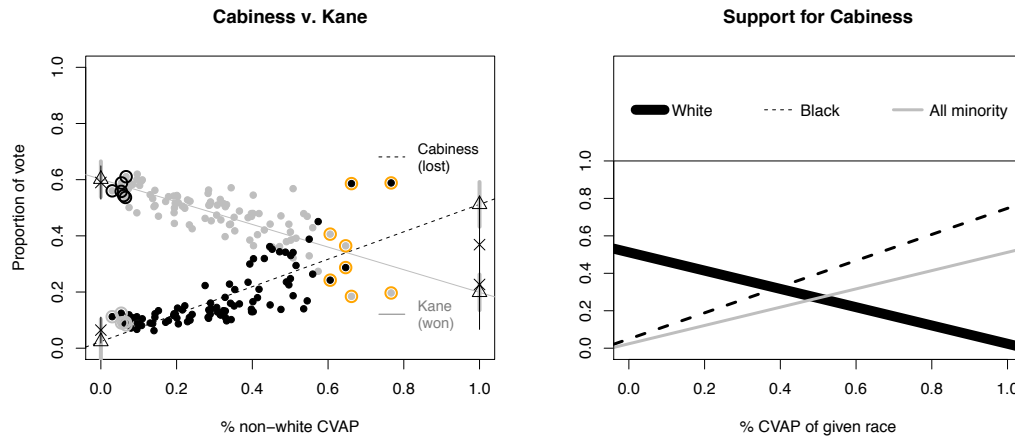 Cabiness v. Kane
Proportion of vote
1.0
0.8
0.6
0.4
0.2
0.0
Cabiness
(lost)
Kane
(won)
0.0 0.2 0.4 0.6 0.8 1.0
% non−white CVAP
Support for Cabiness
White Black All minority
1.0
0.8
0.6
0.4
0.2
0.0
0.0 0.2 0.4 0.6 0.8 1.0
% CVAP of given race